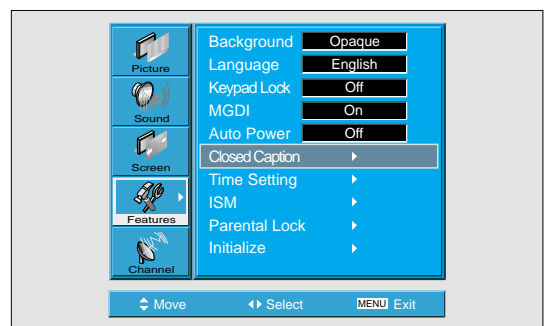 Picture
Sound
Screen
Features
Channel
Background Opaque
Language English
Keypad Lock Off
MGDI On
Auto Power Off
Closed Caption
Time Setting
ISM
Parental Lock
Initialize
Move Select MENU Exit